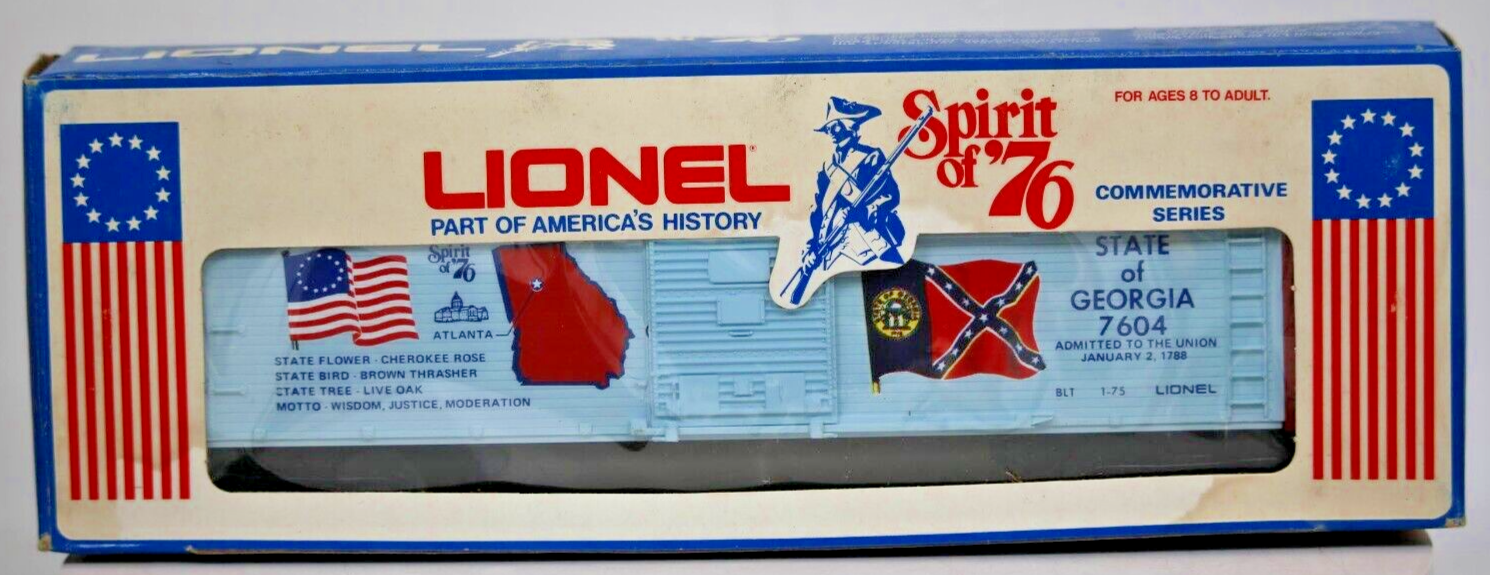 LIONEL
FOR AGES 8 TO ADULT.
Spirit
of '76
LIONEL
PART OF AMERICA'S HISTORY
COMMEMORATIVE
SERIES
Spirit
of '76
ATLANTA
STATE FLOWER - CHEROKEE ROSE
STATE BIRD - BROWN THRASHER
STATE TREE - LIVE OAK
MOTTO - WISDOM, JUSTICE, MODERATION
STATE
of
GEORGIA
7604
ADMITTED TO THE UNION
JANUARY 2, 1788
BLT 1-75 LIONEL